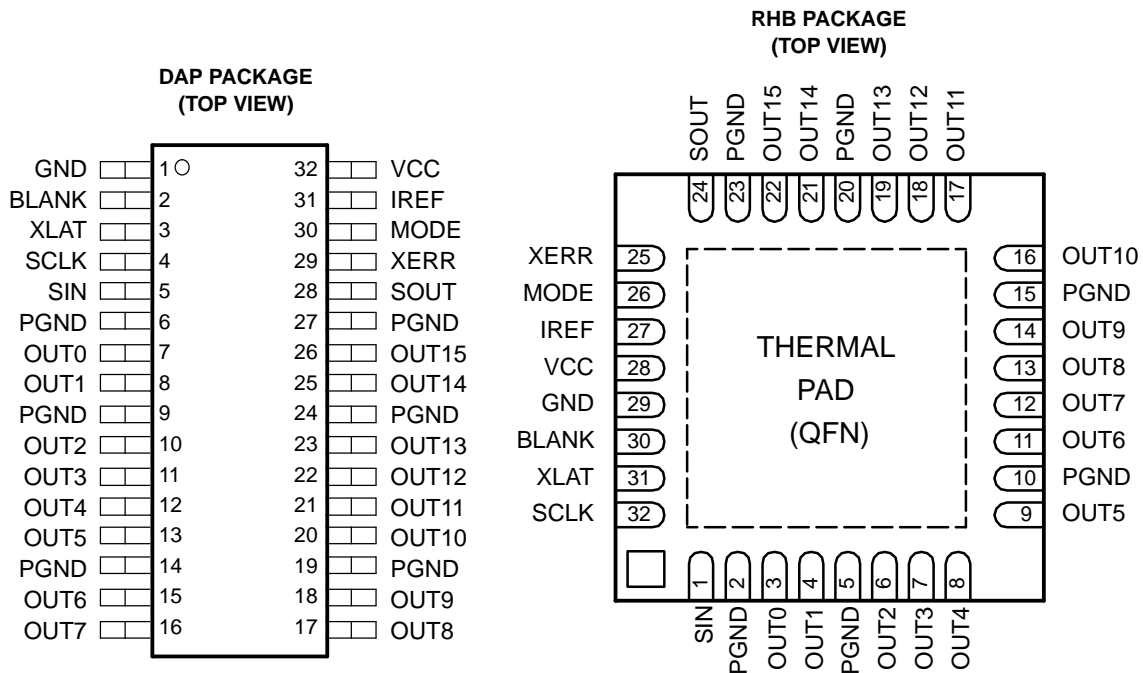 DAP PACKAGE
(TOP VIEW)
GND 1 32 VCC
BLANK 2 31 IREF
XLAT 3 30 MODE
SCLK 4 29 XERR
SIN 5 28 SOUT
PGND 6 27 PGND
OUT0 7 26 OUT15
OUT1 8 25 OUT14
PGND 9 24 PGND
OUT2 10 23 OUT13
OUT3 11 22 OUT12
OUT4 12 21 OUT11
OUT5 13 20 OUT10
PGND 14 19 PGND
OUT6 15 18 OUT9
OUT7 16 17 OUT8
RHB PACKAGE
(TOP VIEW)
SOUT PGND OUT15 OUT14 PGND OUT13 OUT12 OUT11
24 23 22 21 20 19 18 17
XERR 25 16 OUT10
MODE 26 15 PGND
IREF 27 14 OUT9
VCC 28 13 OUT8
GND 29 12 OUT7
BLANK 30 11 OUT6
XLAT 31 10 PGND
SCLK 32 9 OUT5
THERMAL
PAD
(QFN)
1 2 3 4 5 6 7 8
SIN PGND OUT0 OUT1 PGND OUT2 OUT3 OUT4